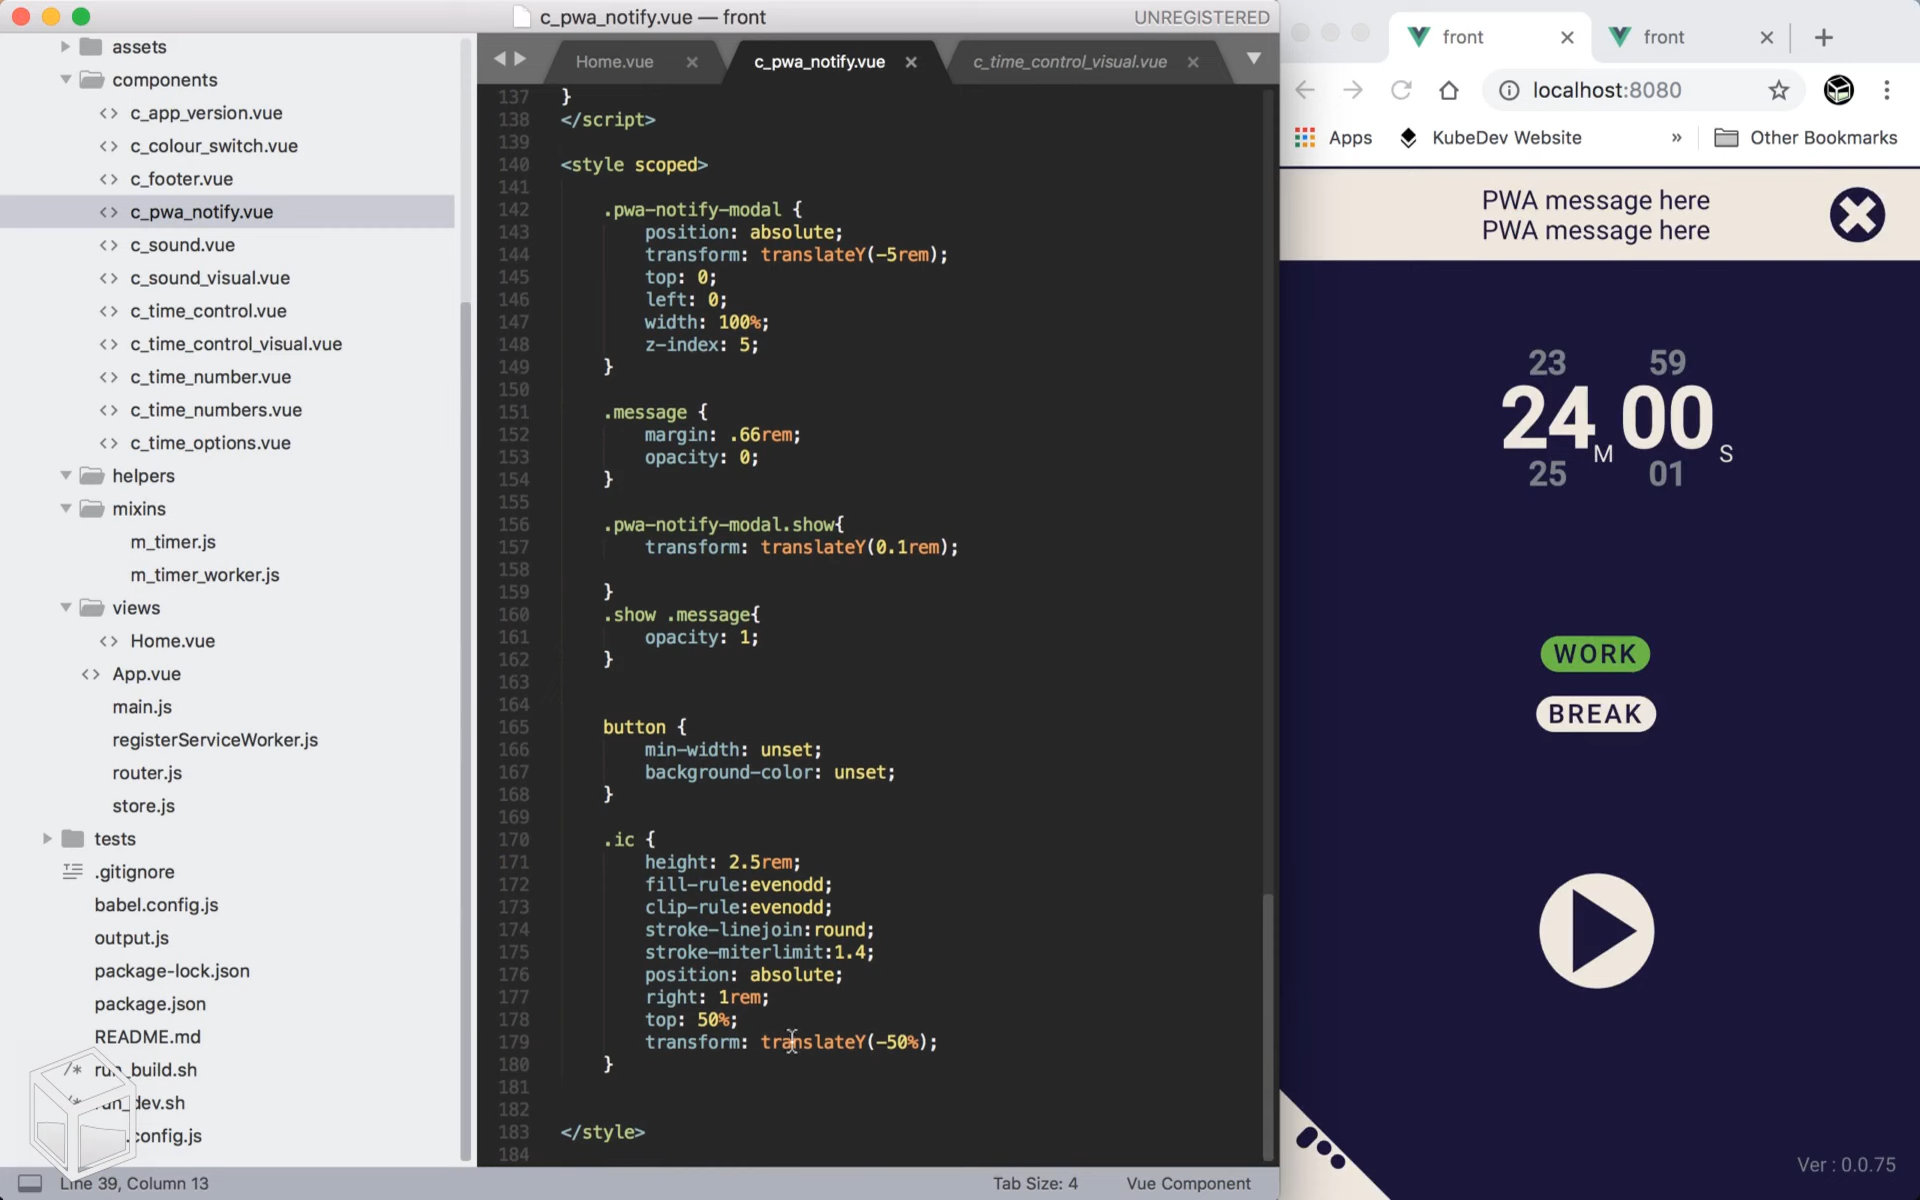 c_pwa_notify.vue — front
UNREGISTERED
assets
components
<> c_app_version.vue
<> c_colour_switch.vue
<> c_footer.vue
<> c_pwa_notify.vue
<> c_sound.vue
<> c_sound_visual.vue
<> c_time_control.vue
<> c_time_control_visual.vue
<> c_time_number.vue
<> c_time_numbers.vue
<> c_time_options.vue
helpers
mixins
m_timer.js
m_timer_worker.js
views
<> Home.vue
<> App.vue
main.js
registerServiceWorker.js
router.js
store.js
tests
.gitignore
babel.config.js
output.js
package-lock.json
package.json
README.md
/* run_build.sh
/* run_dev.sh
.config.js
Line 39, Column 13
Home.vue
c_pwa_notify.vue
c_time_control_visual.vue
137 }
138 </script>
139
140 <style scoped>
141
142 .pwa-notify-modal {
143 position: absolute;
144 transform: translateY(-5rem);
145 top: 0;
146 left: 0;
147 width: 100%;
148 z-index: 5;
149 }
150
151 .message {
152 margin: .66rem;
153 opacity: 0;
154 }
155
156 .pwa-notify-modal.show{
157 transform: translateY(0.1rem);
158
159 }
160 .show .message{
161 opacity: 1;
162 }
163
164
165 button {
166 min-width: unset;
167 background-color: unset;
168 }
169
170 .ic {
171 height: 2.5rem;
172 fill-rule:evenodd;
173 clip-rule:evenodd;
174 stroke-linejoin:round;
175 stroke-miterlimit:1.4;
176 position: absolute;
177 right: 1rem;
178 top: 50%;
179 transform: translateY(-50%);
180 }
181
182
183 </style>
184
Tab Size: 4
Vue Component
front
front
localhost:8080
Apps
KubeDev Website
»
Other Bookmarks
PWA message here
PWA message here
23 59
24 M 00 S
25 01
WORK
BREAK
Ver : 0.0.75